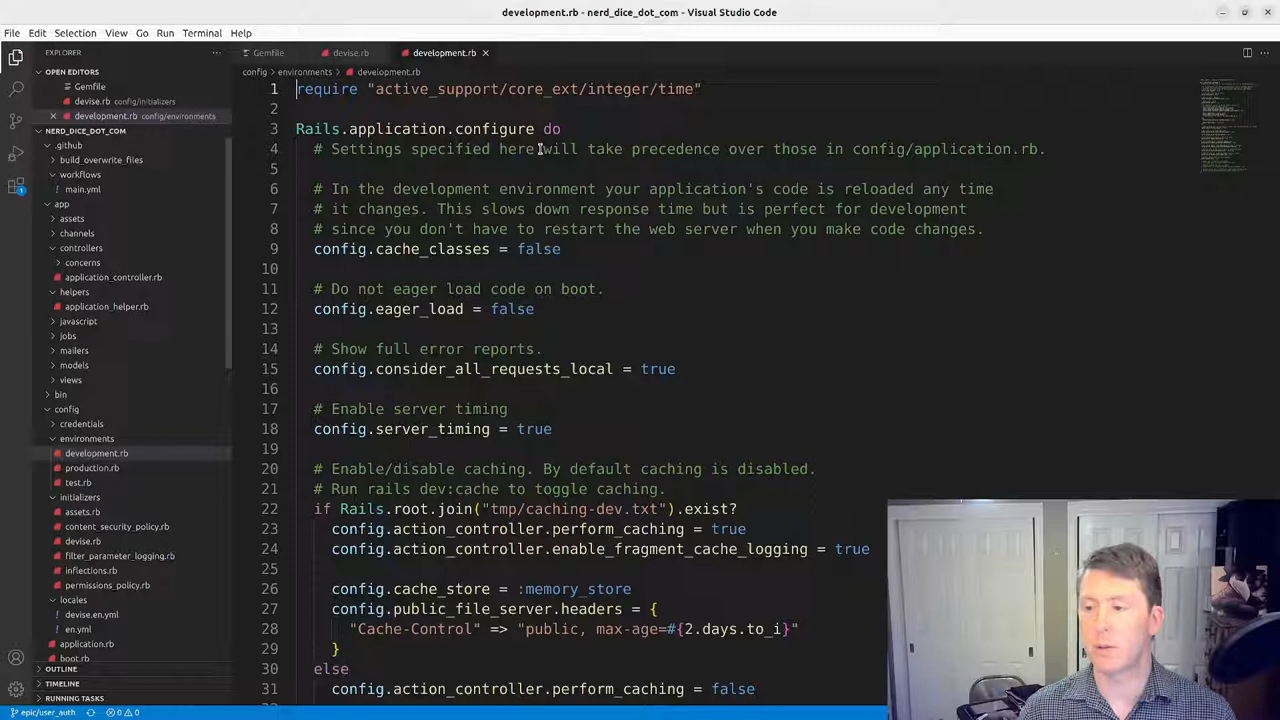 development.rb - nerd_dice_dot_com - Visual Studio Code
File Edit Selection View Go Run Terminal Help
EXPLORER
OPEN EDITORS
Gemfile
devise.rb config/initializers
development.rb config/environments
NERD_DICE_DOT_COM
.github
build_overwrite_files
workflows
main.yml
app
assets
channels
controllers
concerns
application_controller.rb
helpers
application_helper.rb
javascript
jobs
mailers
models
views
bin
config
credentials
environments
development.rb
production.rb
test.rb
initializers
assets.rb
content_security_policy.rb
devise.rb
filter_parameter_logging.rb
inflections.rb
permissions_policy.rb
locales
devise.en.yml
en.yml
application.rb
boot.rb
OUTLINE
TIMELINE
RUNNING TASKS
epic/user_auth 0 0
1
Gemfile devise.rb development.rb
config > environments > development.rb
1 require "active_support/core_ext/integer/time"
2
3 Rails.application.configure do
4 # Settings specified here will take precedence over those in config/application.rb.
5
6 # In the development environment your application's code is reloaded any time
7 # it changes. This slows down response time but is perfect for development
8 # since you don't have to restart the web server when you make code changes.
9 config.cache_classes = false
10
11 # Do not eager load code on boot.
12 config.eager_load = false
13
14 # Show full error reports.
15 config.consider_all_requests_local = true
16
17 # Enable server timing
18 config.server_timing = true
19
20 # Enable/disable caching. By default caching is disabled.
21 # Run rails dev:cache to toggle caching.
22 if Rails.root.join("tmp/caching-dev.txt").exist?
23 config.action_controller.perform_caching = true
24 config.action_controller.enable_fragment_cache_logging = true
25
26 config.cache_store = :memory_store
27 config.public_file_server.headers = {
28 "Cache-Control" => "public, max-age=#{2.days.to_i}"
29 }
30 else
31 config.action_controller.perform_caching = false